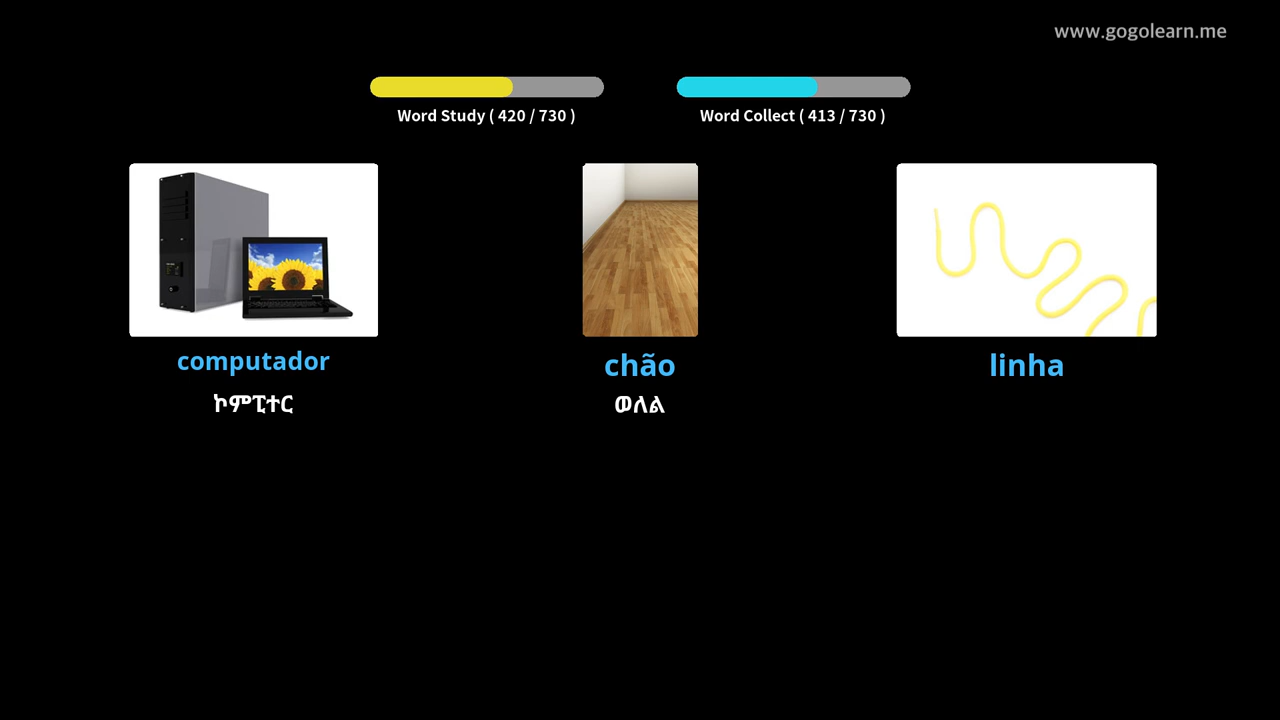 www.gogolearn.me
Word Study ( 420 / 730 )
Word Collect ( 413 / 730 )
computador
chão
linha
ኮምፒተር
ወለል